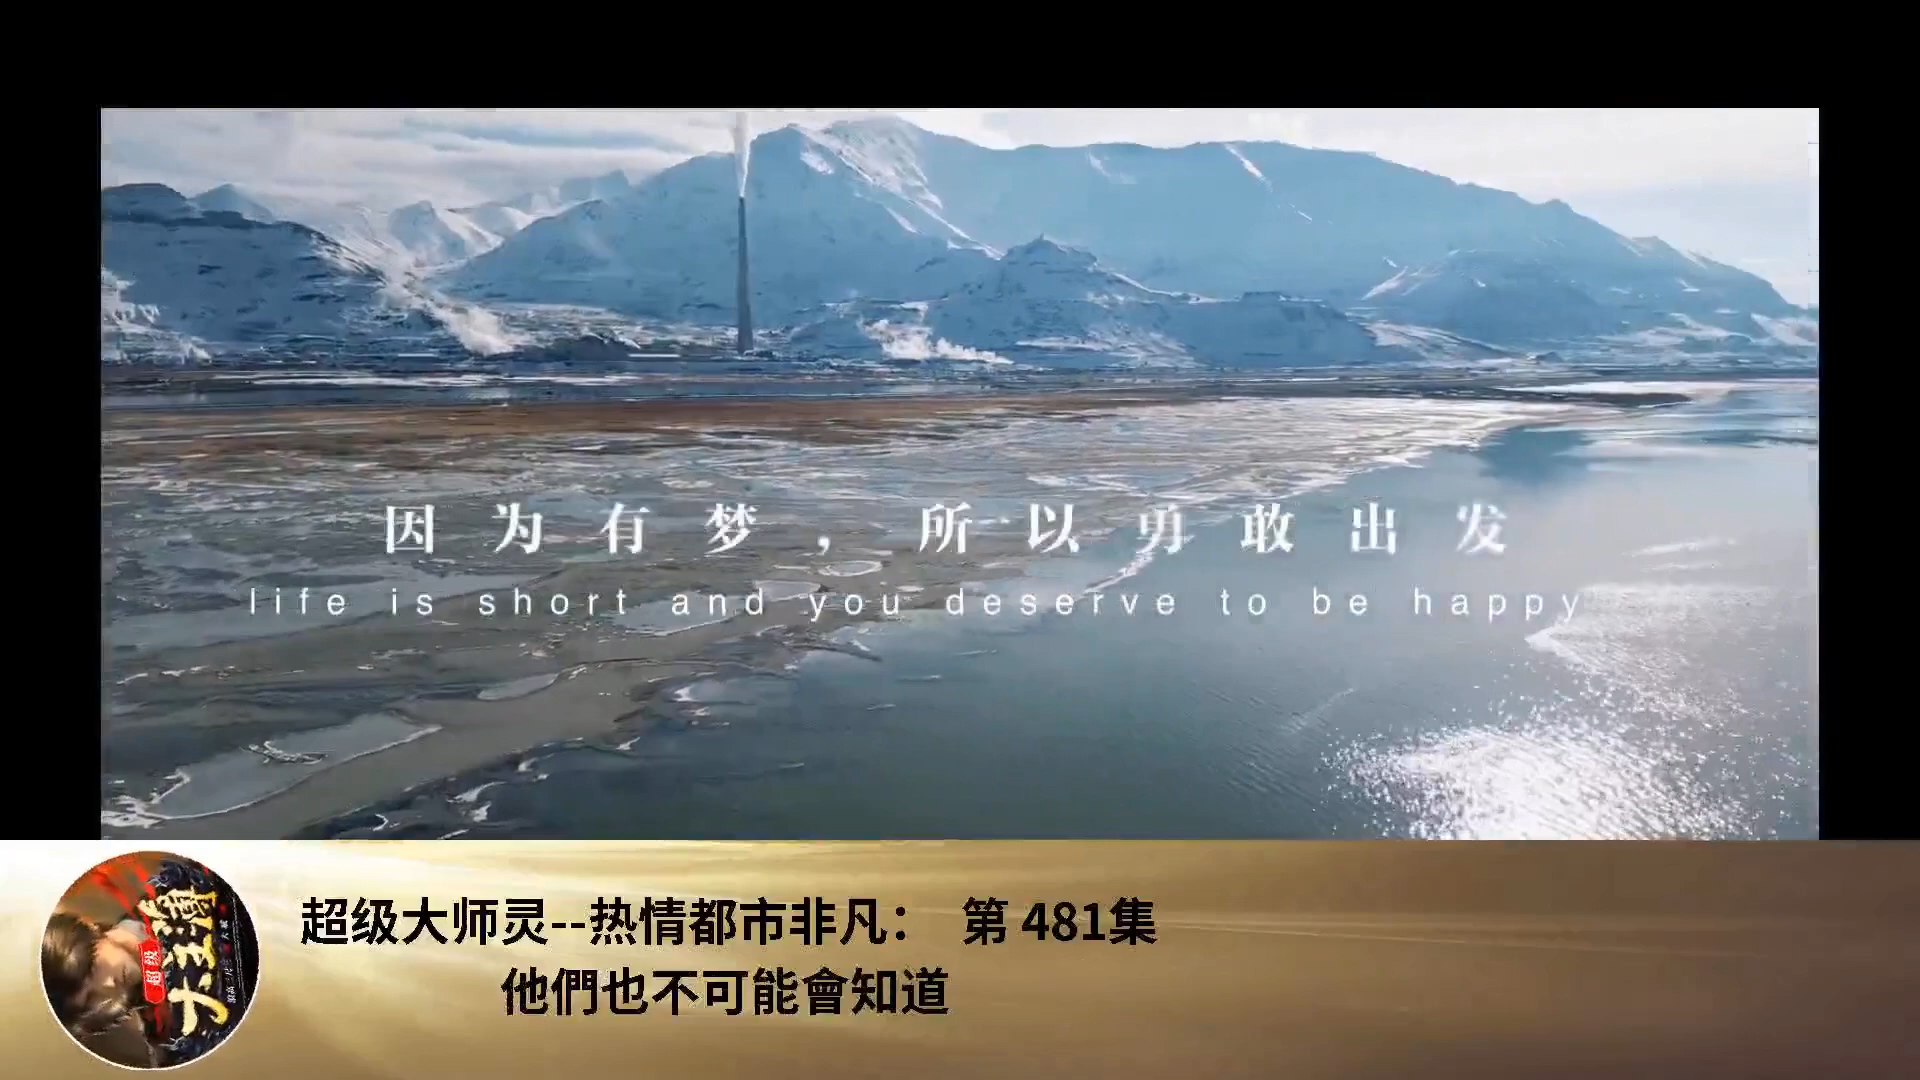 因为有梦，所以勇敢出发
life is short and you deserve to be happy
超级大师灵--热情都市非凡： 第 481集
他們也不可能會知道
超级